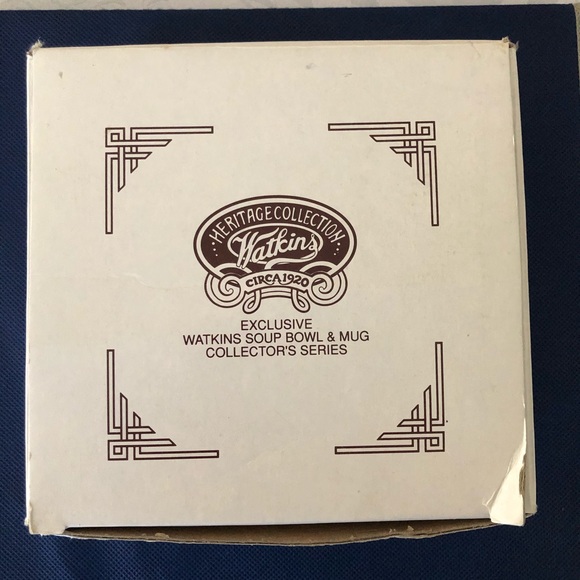 ·HERITAGE COLLECTION·
Watkins
CIRCA 1920
EXCLUSIVE
WATKINS SOUP BOWL & MUG
COLLECTOR'S SERIES